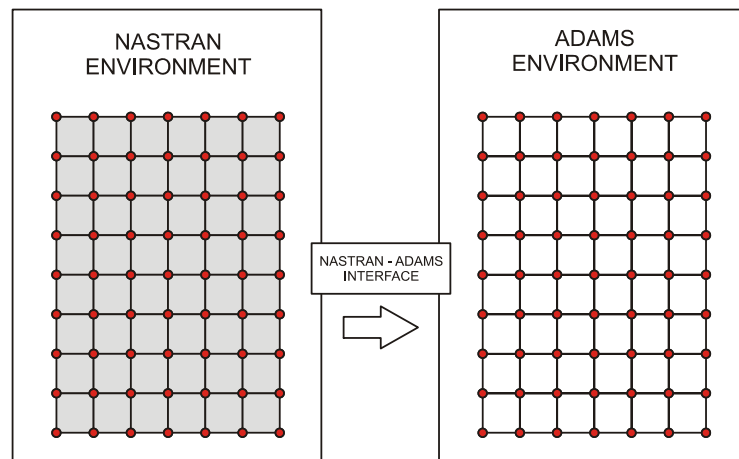 NASTRAN
ENVIRONMENT
NASTRAN - ADAMS
INTERFACE
ADAMS
ENVIRONMENT